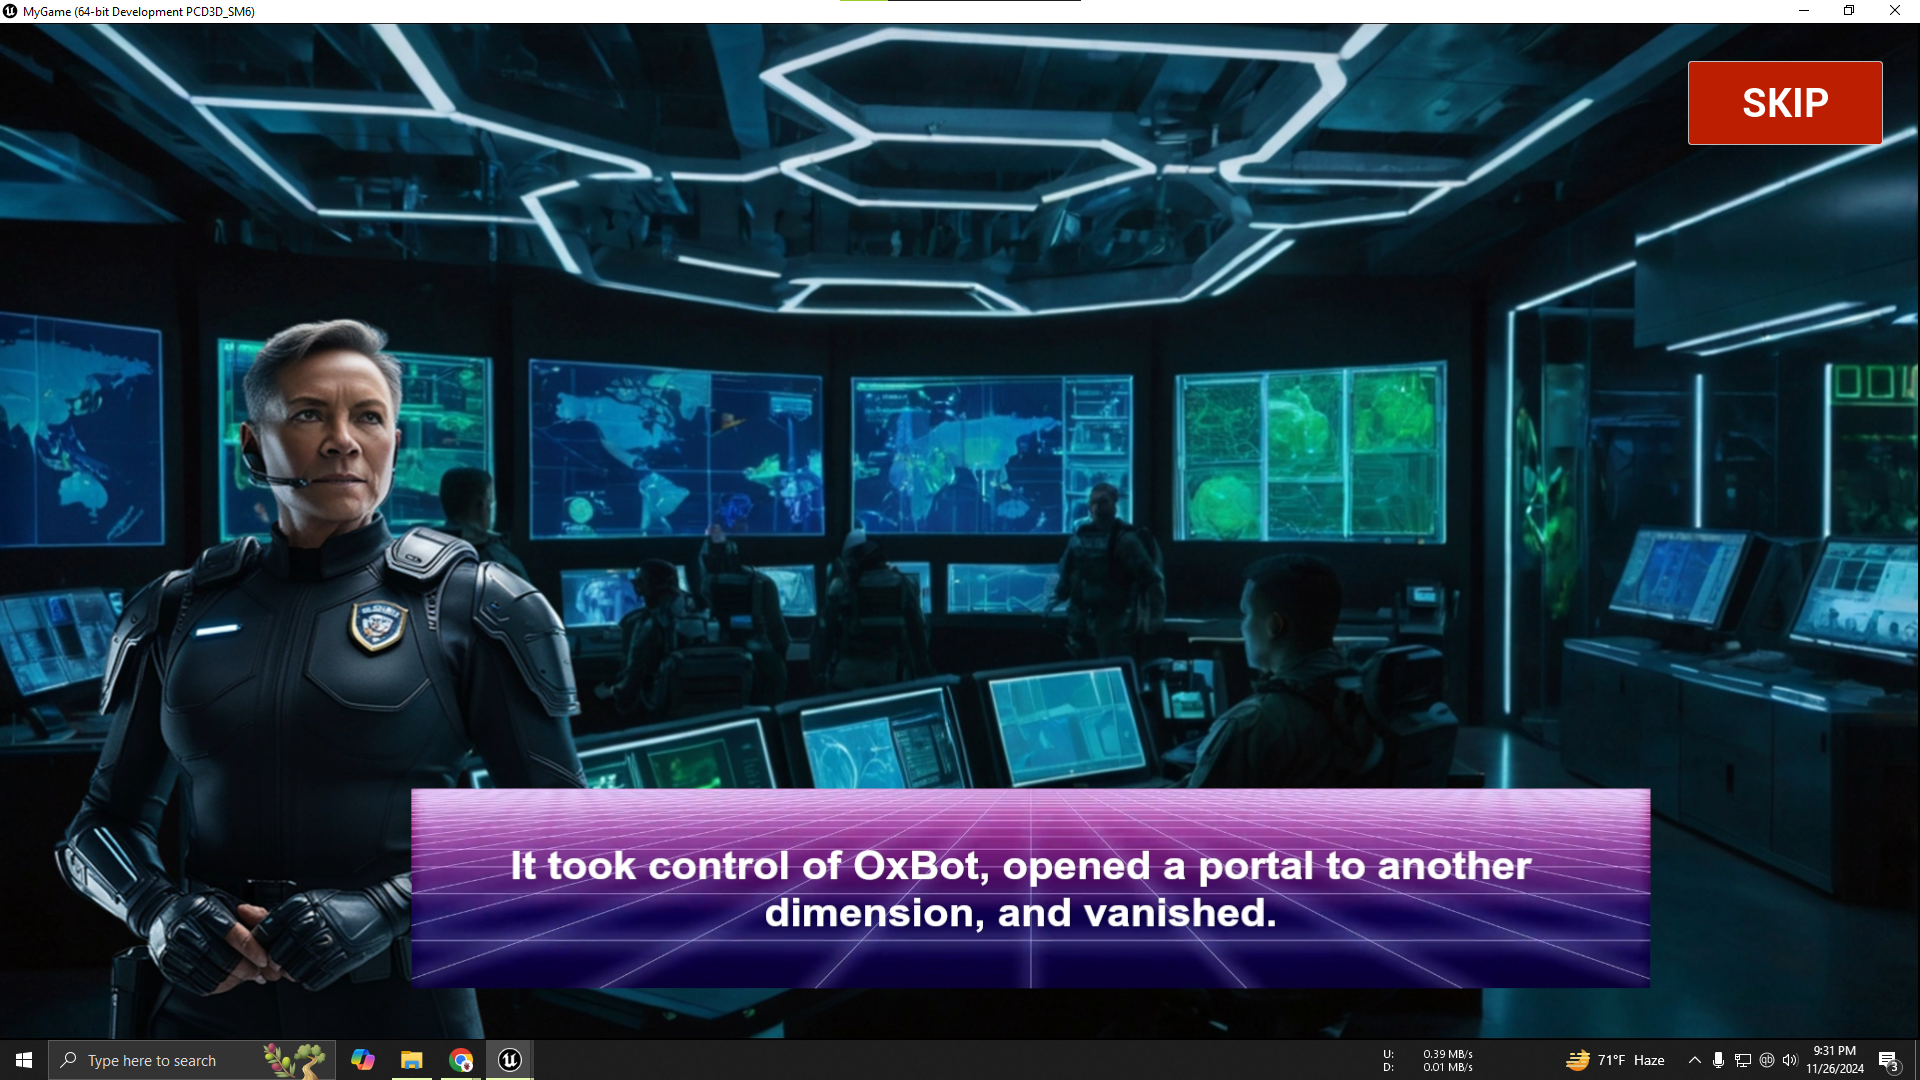 MyGame (64-bit Development PCD3D_SM6)
SKIP
It took control of OxBot, opened a portal to another
dimension, and vanished.
Type here to search
U: 0.39 MB/s
D: 0.01 MB/s
71°F Haze
9:31 PM
11/26/2024
3